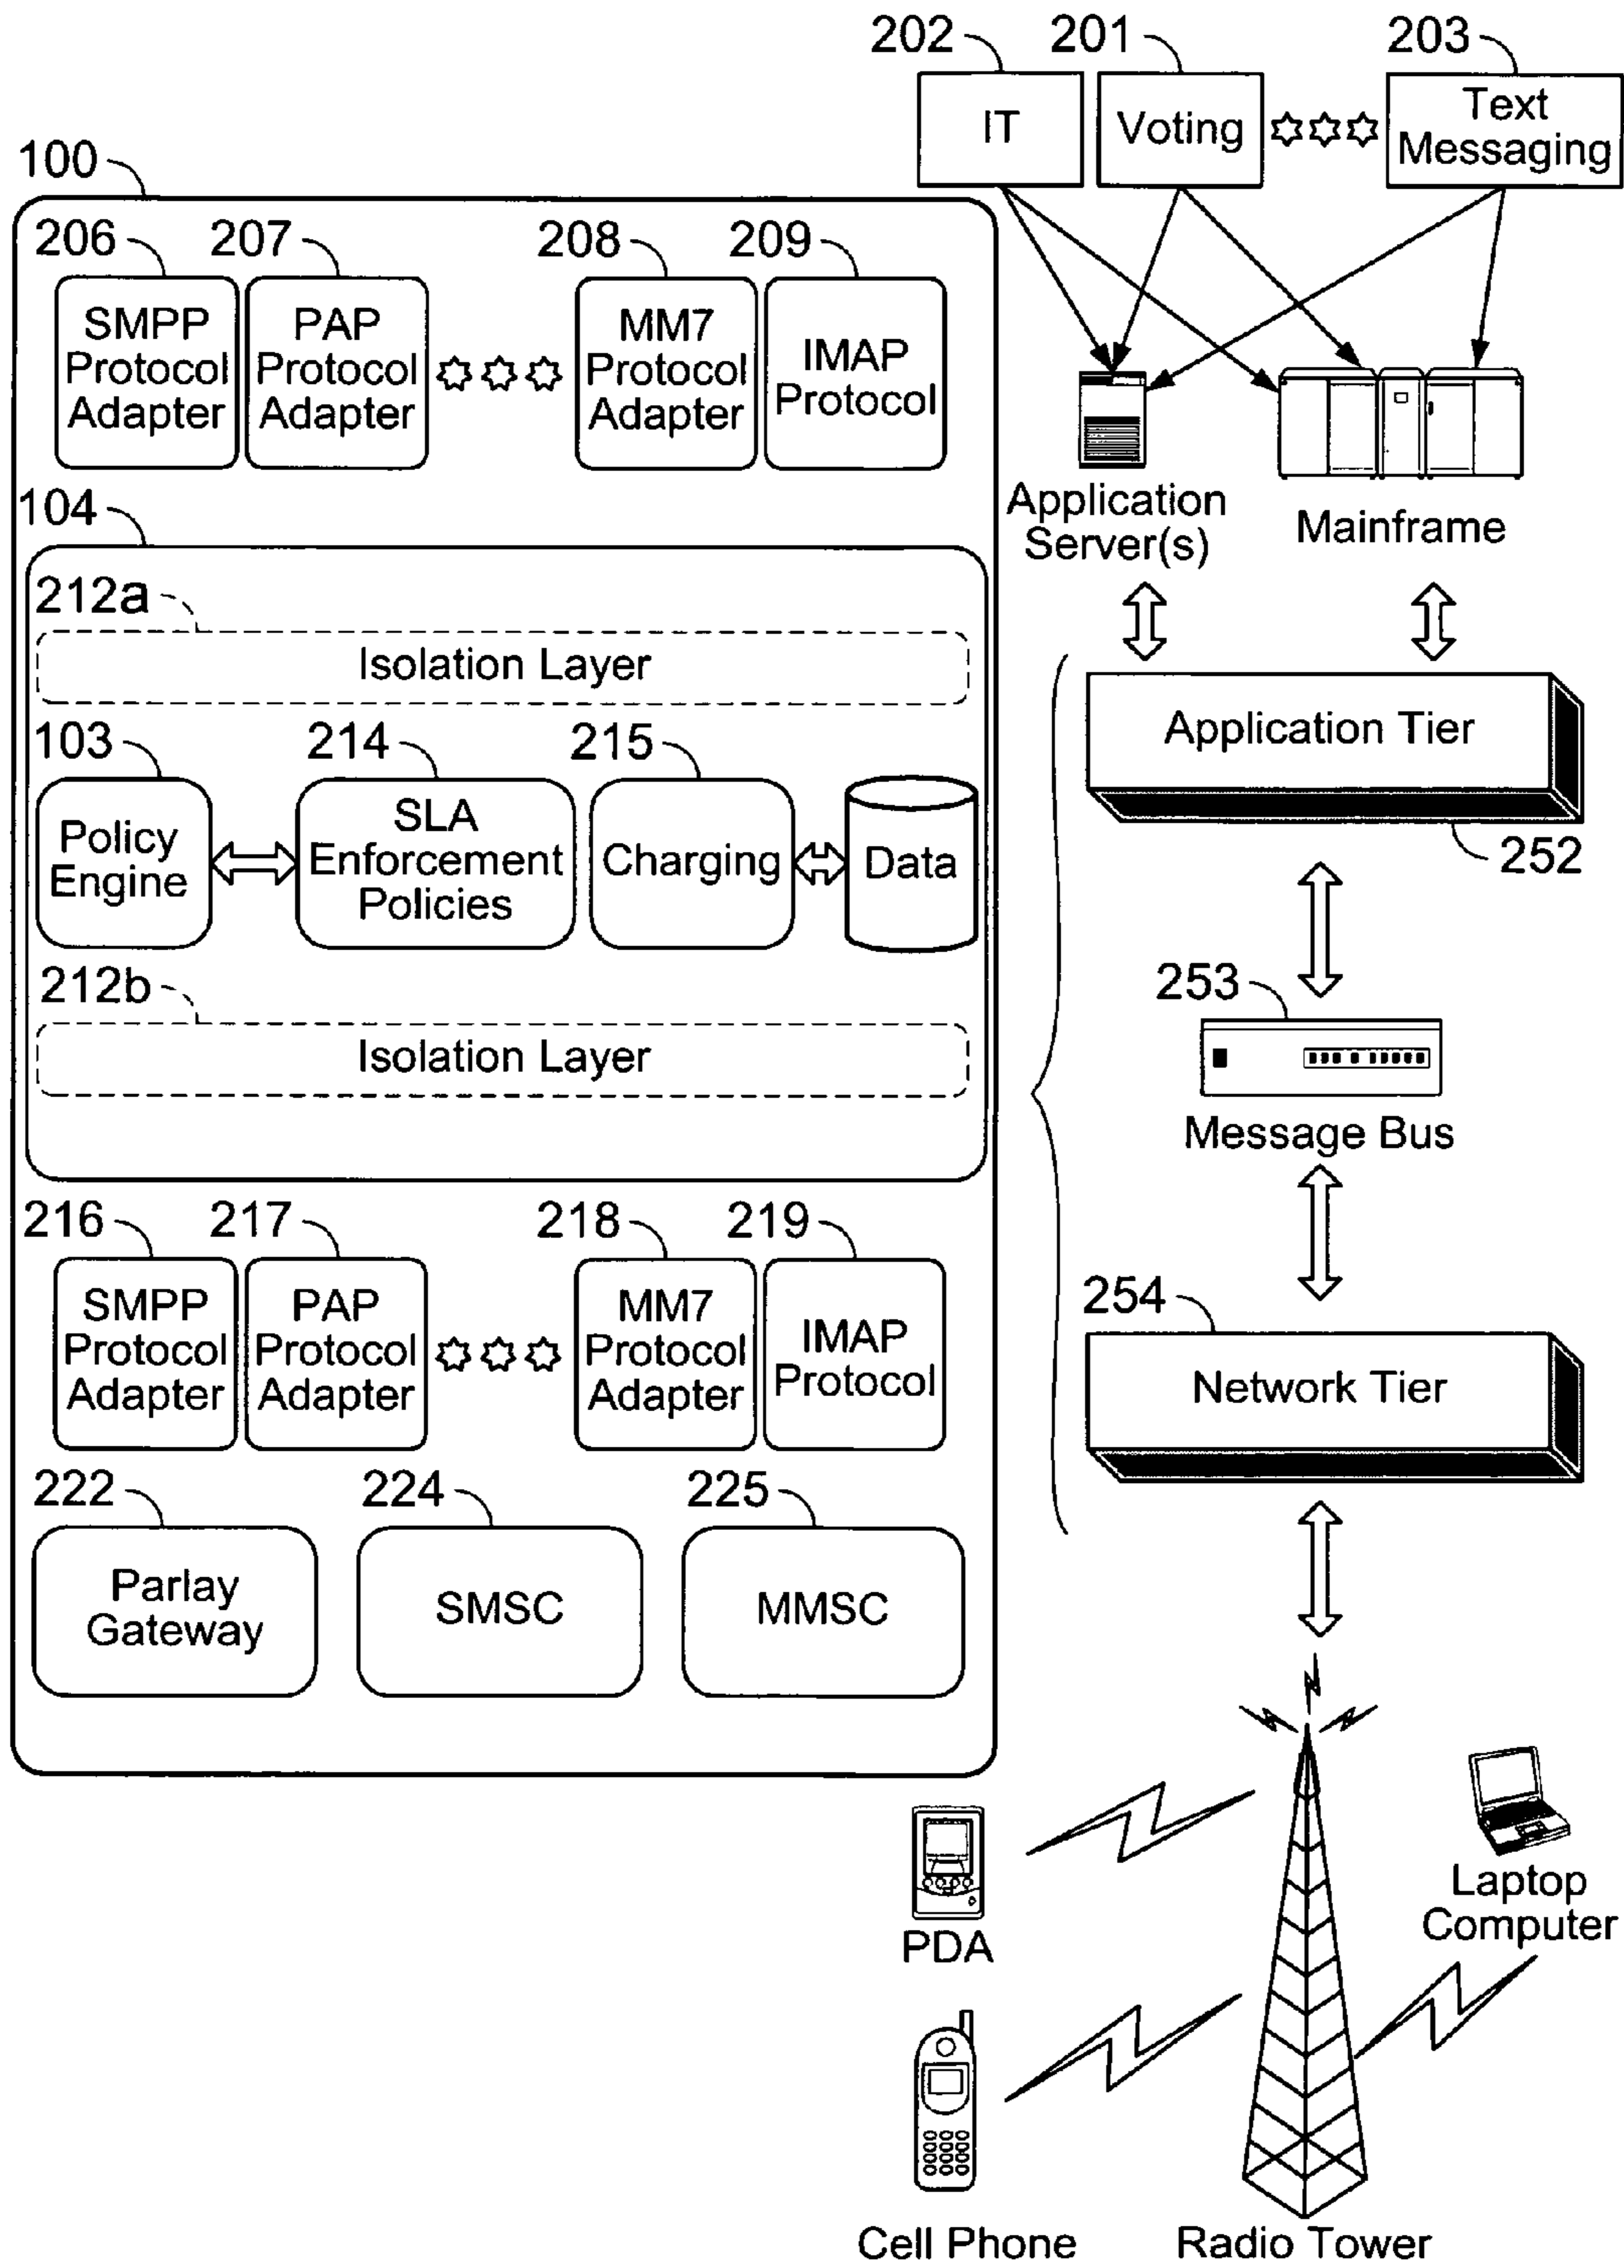 202
201
203
IT
Voting
Text
Messaging
100
206
207
208
209
SMPP
Protocol
Adapter
PAP
Protocol
Adapter
MM7
Protocol
Adapter
IMAP
Protocol
Application
Server(s)
Mainframe
104
212a
Isolation Layer
103
214
215
Policy
Engine
SLA
Enforcement
Policies
Charging
Data
212b
Isolation Layer
Application Tier
252
253
Message Bus
216
217
218
219
SMPP
Protocol
Adapter
PAP
Protocol
Adapter
MM7
Protocol
Adapter
IMAP
Protocol
254
Network Tier
222
224
225
Parlay
Gateway
SMSC
MMSC
PDA
Laptop
Computer
Cell Phone
Radio Tower